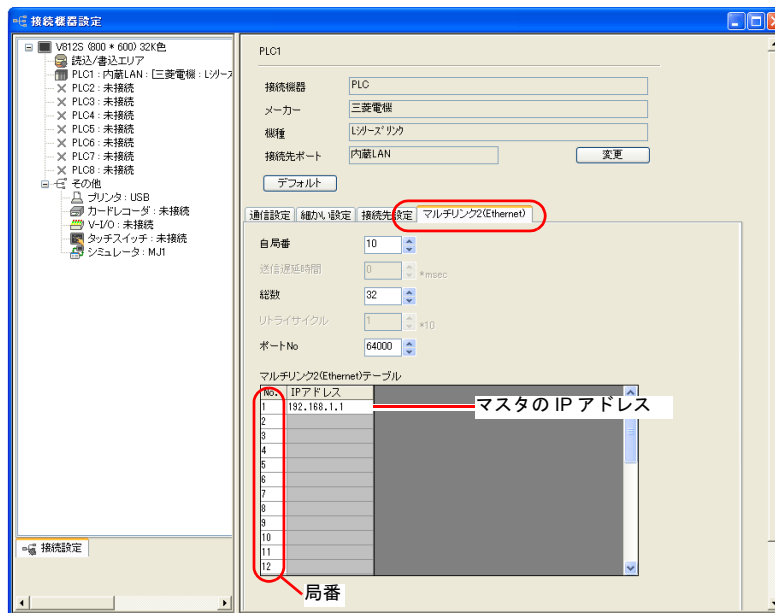 接続機器設定
V812S (800 * 600) 32K色
読込/書込エリア
PLC1 : 内蔵LAN : [三菱電機 : Lシリーズ
PLC2 : 未接続
PLC3 : 未接続
PLC4 : 未接続
PLC5 : 未接続
PLC6 : 未接続
PLC7 : 未接続
PLC8 : 未接続
その他
プリンタ : USB
カードレコーダ : 未接続
V-I/O : 未接続
タッチスイッチ : 未接続
シミュレータ : MJ1
接続設定
PLC1
接続機器 PLC
メーカー 三菱電機
機種 Lシリーズリンク
接続先ポート 内蔵LAN 変更
デフォルト
通信設定 細かい設定 接続先設定 マルチリンク2(Ethernet)
自局番 10
送信遅延時間 0 *msec
総数 32
リトライサイクル 1 *10
ポートNo 64000
マルチリンク2(Ethernet)テーブル
No. IPアドレス
1 192.168.1.1 マスタの IP アドレス
2
3
4
5
6
7
8
9
10
11
12
局番